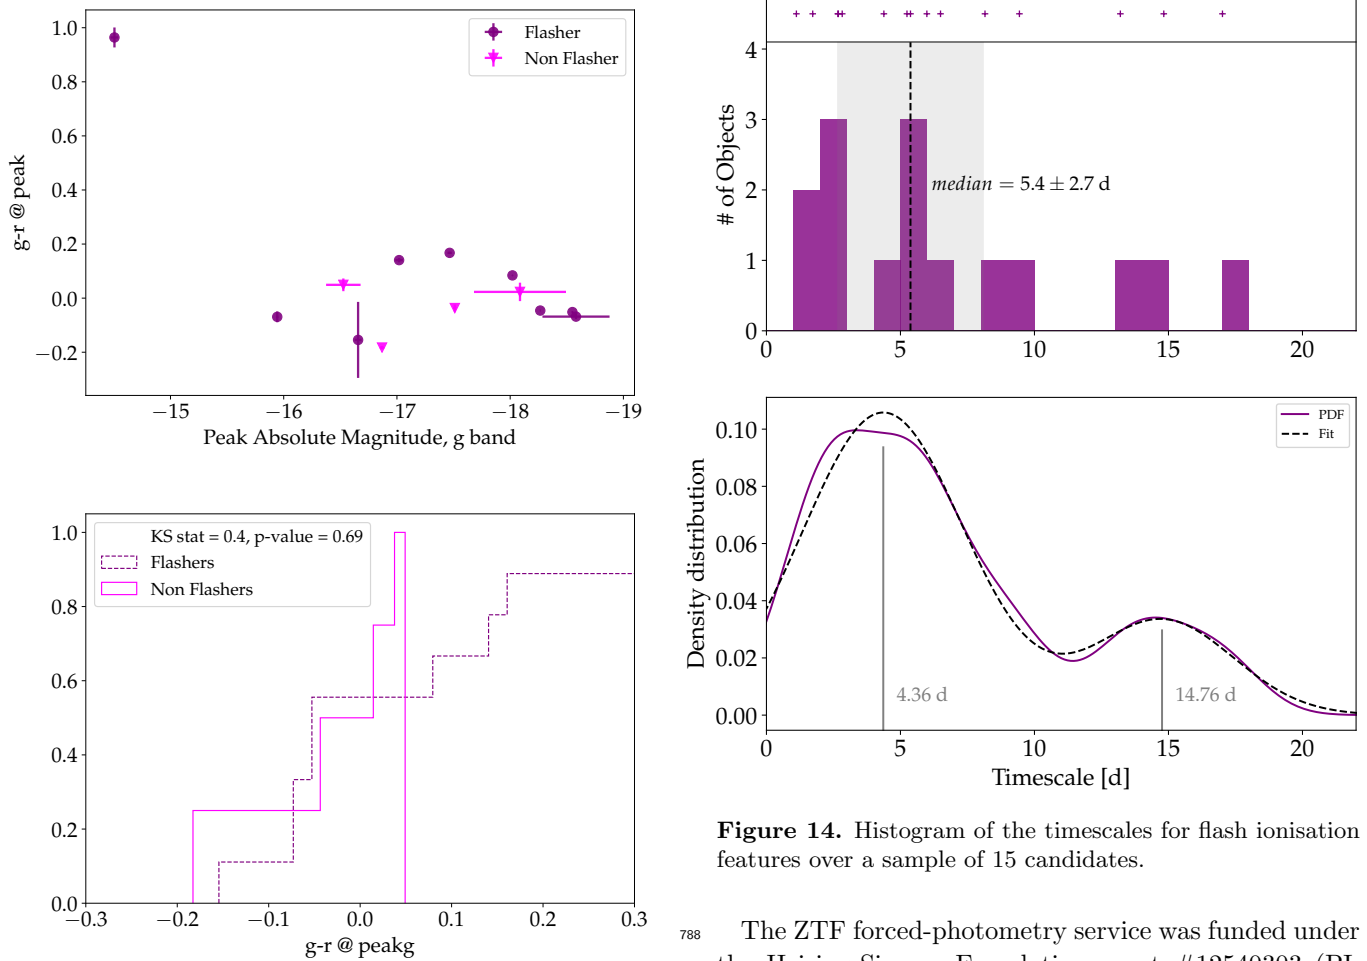 1.0
0.8
0.6
0.4
0.2
0.0
−0.2
g-r @ peak
Flasher
Non Flasher
−15
−16
−17
−18
−19
Peak Absolute Magnitude, g band
1.0
0.8
0.6
0.4
0.2
0.0
KS stat = 0.4, p-value = 0.69
Flashers
Non Flashers
−0.3
−0.2
−0.1
0.0
0.1
0.2
0.3
g-r @ peakg
4
3
2
1
0
# of Objects
median = 5.4 ± 2.7 d
0
5
10
15
20
0.10
0.08
0.06
0.04
0.02
0.00
Density distribution
PDF
Fit
4.36 d
14.76 d
0
5
10
15
20
Timescale [d]
Figure 14. Histogram of the timescales for flash ionisation
features over a sample of 15 candidates.
788 The ZTF forced-photometry service was funded under